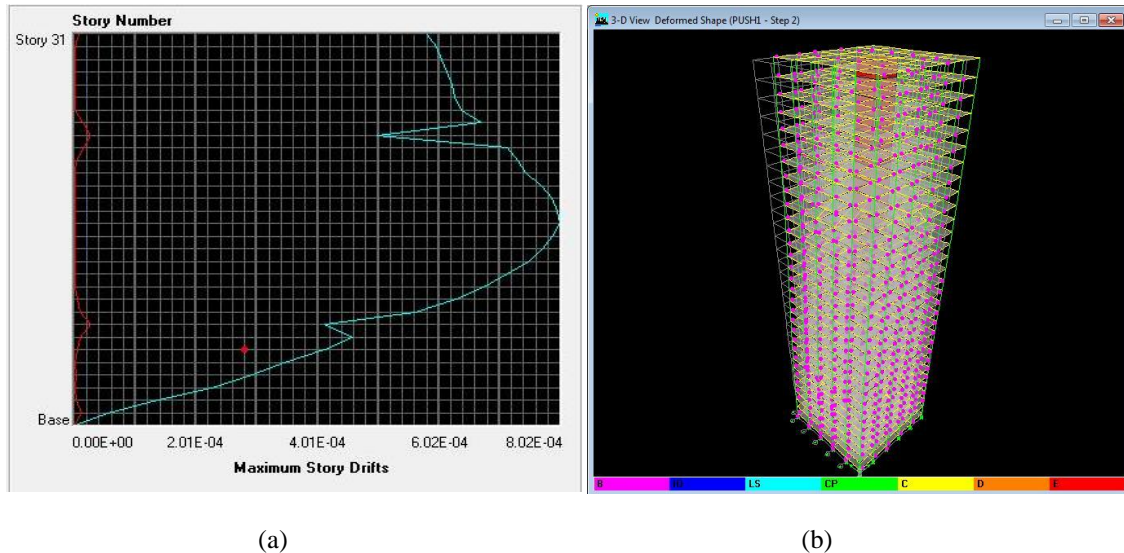 Story Number
Story 31
Base
0.00E+00 2.01E-04 4.01E-04 6.02E-04 8.02E-04
Maximum Story Drifts
3-D View Deformed Shape (PUSH1 - Step 2)
B IO LS CP C D E
(a) (b)